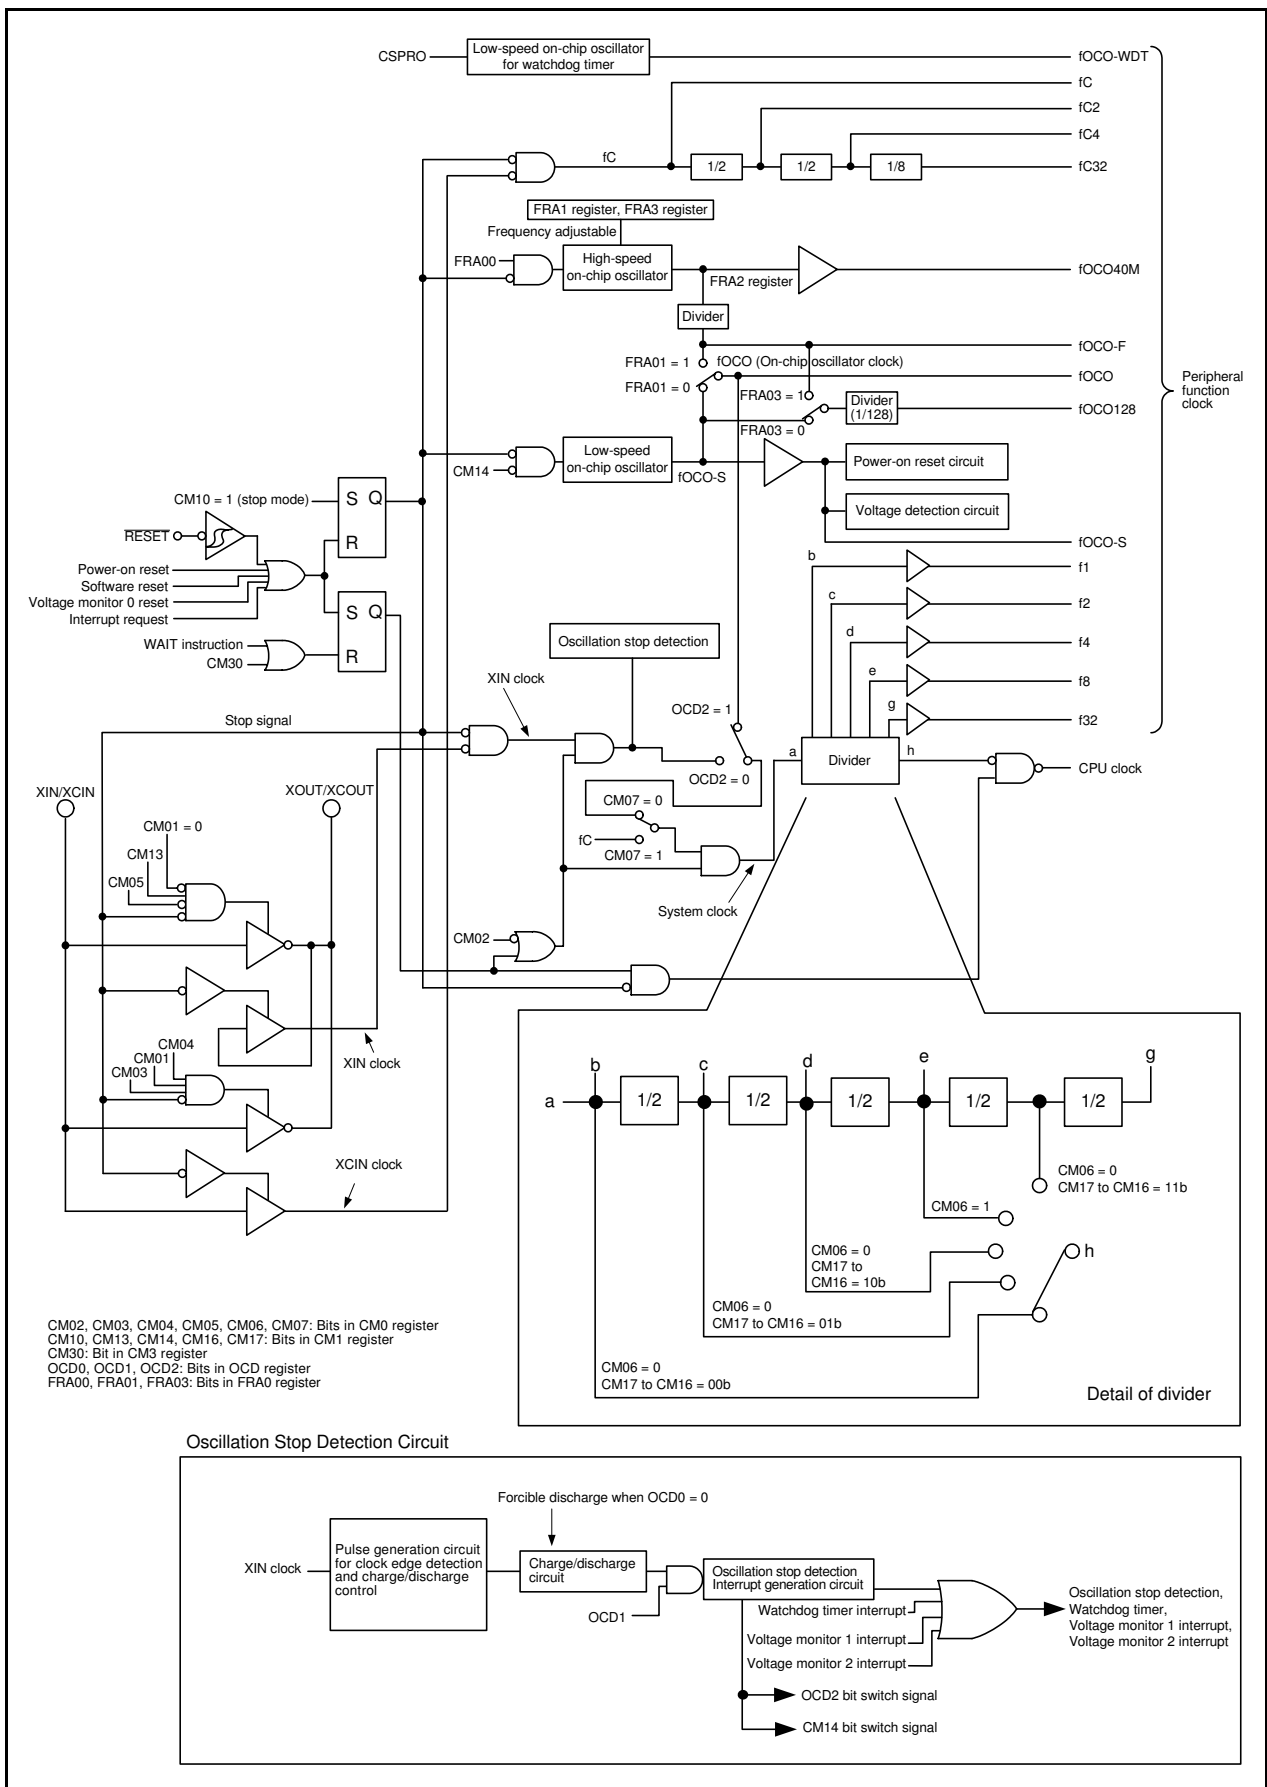 CSPRO
Low-speed on-chip oscillator
for watchdog timer
fOCO-WDT
fC
fC2
fC4
fC
1/2
1/2
1/8
fC32
FRA1 register, FRA3 register
Frequency adjustable
FRA00
High-speed
on-chip oscillator
FRA2 register
fOCO40M
Divider
fOCO-F
FRA01 = 1
fOCO (On-chip oscillator clock)
fOCO
FRA01 = 0
FRA03 = 1
Divider
(1/128)
fOCO128
FRA03 = 0
Peripheral
function
clock
Low-speed
on-chip oscillator
CM14
fOCO-S
Power-on reset circuit
Voltage detection circuit
fOCO-S
CM10 = 1 (stop mode)
S Q
R
RESET
Power-on reset
Software reset
Voltage monitor 0 reset
Interrupt request
S Q
R
WAIT instruction
CM30
b
f1
c
f2
d
f4
e
f8
g
f32
Oscillation stop detection
XIN clock
Stop signal
OCD2 = 1
OCD2 = 0
a
Divider
h
CPU clock
CM07 = 0
fC
CM07 = 1
System clock
XIN/XCIN
XOUT/XCOUT
CM01 = 0
CM13
CM05
CM02
XIN clock
CM04
CM01
CM03
XCIN clock
a
b
1/2
c
1/2
d
1/2
e
1/2
1/2
g
CM06 = 0
CM17 to CM16 = 11b
CM06 = 1
CM06 = 0
CM17 to
CM16 = 10b
h
CM06 = 0
CM17 to CM16 = 01b
CM06 = 0
CM17 to CM16 = 00b
Detail of divider
CM02, CM03, CM04, CM05, CM06, CM07: Bits in CM0 register
CM10, CM13, CM14, CM16, CM17: Bits in CM1 register
CM30: Bit in CM3 register
OCD0, OCD1, OCD2: Bits in OCD register
FRA00, FRA01, FRA03: Bits in FRA0 register
Oscillation Stop Detection Circuit
Forcible discharge when OCD0 = 0
XIN clock
Pulse generation circuit
for clock edge detection
and charge/discharge
control
Charge/discharge
circuit
OCD1
Oscillation stop detection
Interrupt generation circuit
Watchdog timer interrupt
Voltage monitor 1 interrupt
Voltage monitor 2 interrupt
Oscillation stop detection,
Watchdog timer,
Voltage monitor 1 interrupt,
Voltage monitor 2 interrupt
OCD2 bit switch signal
CM14 bit switch signal